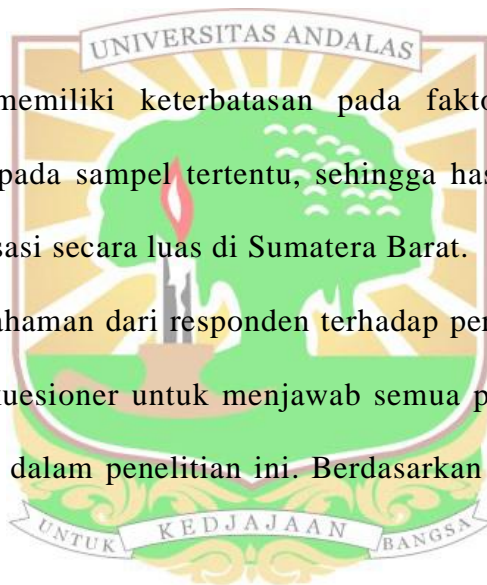 UNIVERSITAS ANDALAS
memiliki keterbatasan pada fakto
pada sampel tertentu, sehingga has
sasi secara luas di Sumatera Barat.
ahaman dari responden terhadap per
kuesioner untuk menjawab semua p
dalam penelitian ini. Berdasarkan
UNTUK KEDJAJAAN BANGSA